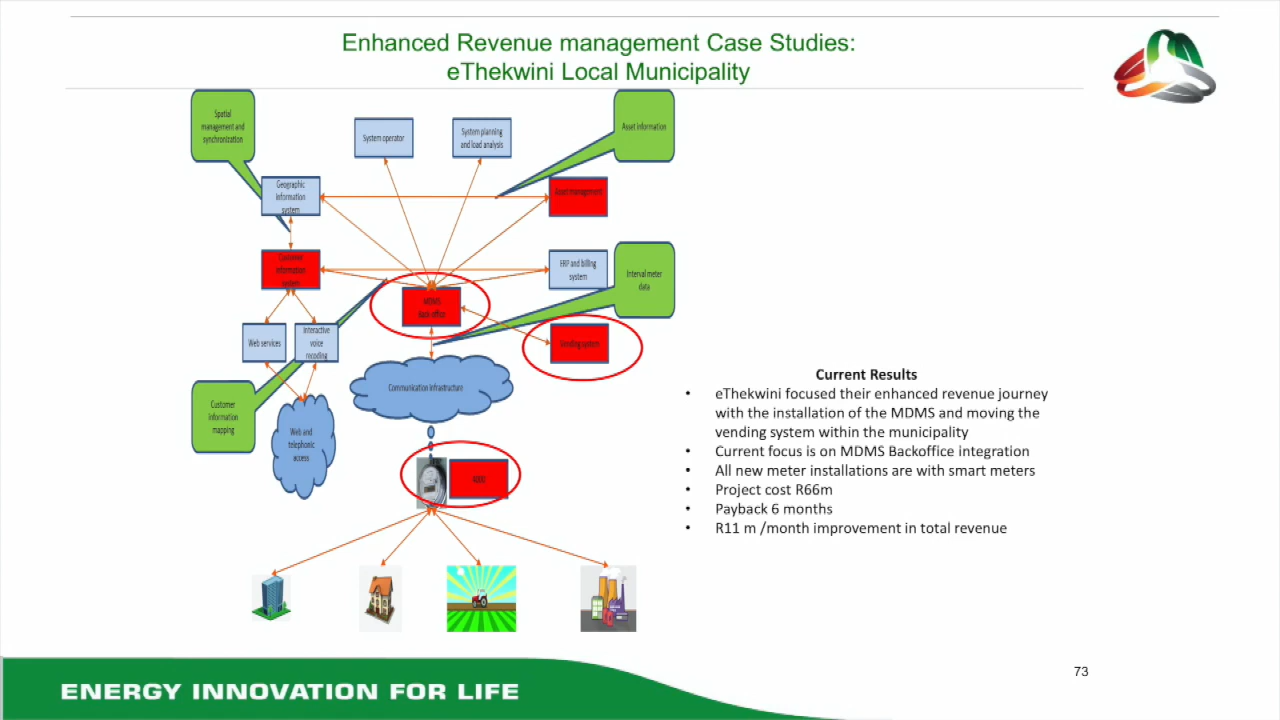 Enhanced Revenue management Case Studies:
eThekwini Local Municipality
Spatial
management and
synchronization
System operator
System planning
and load analysis
Asset information
Geographic
information
system
Asset management
Customer
information
system
ERP and billing
system
Interval meter
data
MDMS
Back-office
Web services
Interactive
voice
recoding
Vending system
Communication infrastructure
Customer
information
mapping
Web and
telephonic
access
Current Results
• eThekwini focused their enhanced revenue journey
with the installation of the MDMS and moving the
vending system within the municipality
• Current focus is on MDMS Backoffice integration
• All new meter installations are with smart meters
• Project cost R66m
• Payback 6 months
• R11 m /month improvement in total revenue
73
ENERGY INNOVATION FOR LIFE